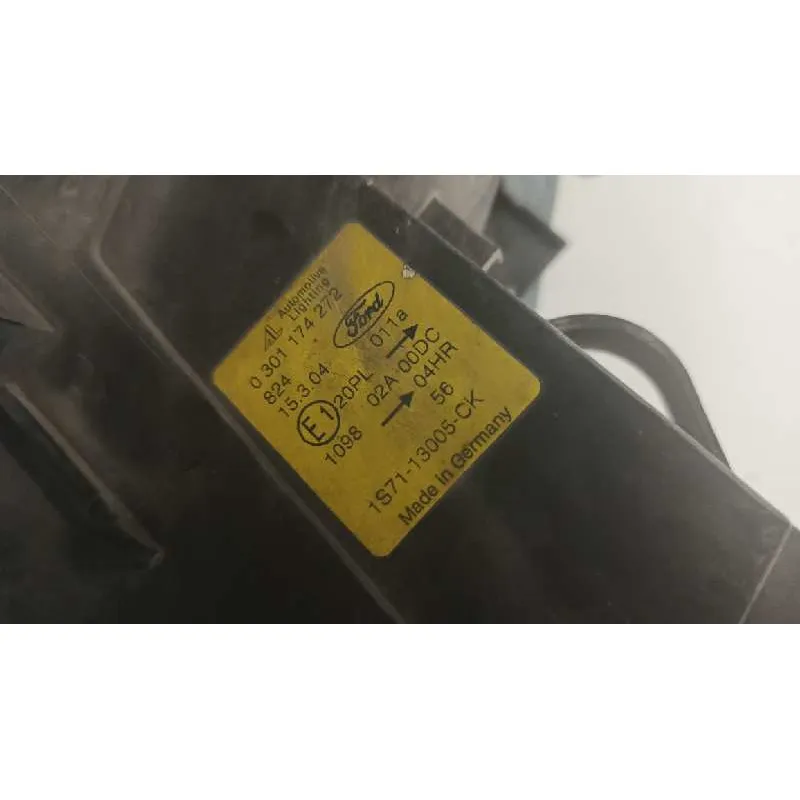 AL Automotive
Lighting
0 301 174 272
824
15.3.04
Ford
E1 20PL 011a →
1098 02A 00DC
→ 04HR
56
1S71-13005-CK
Made in Germany